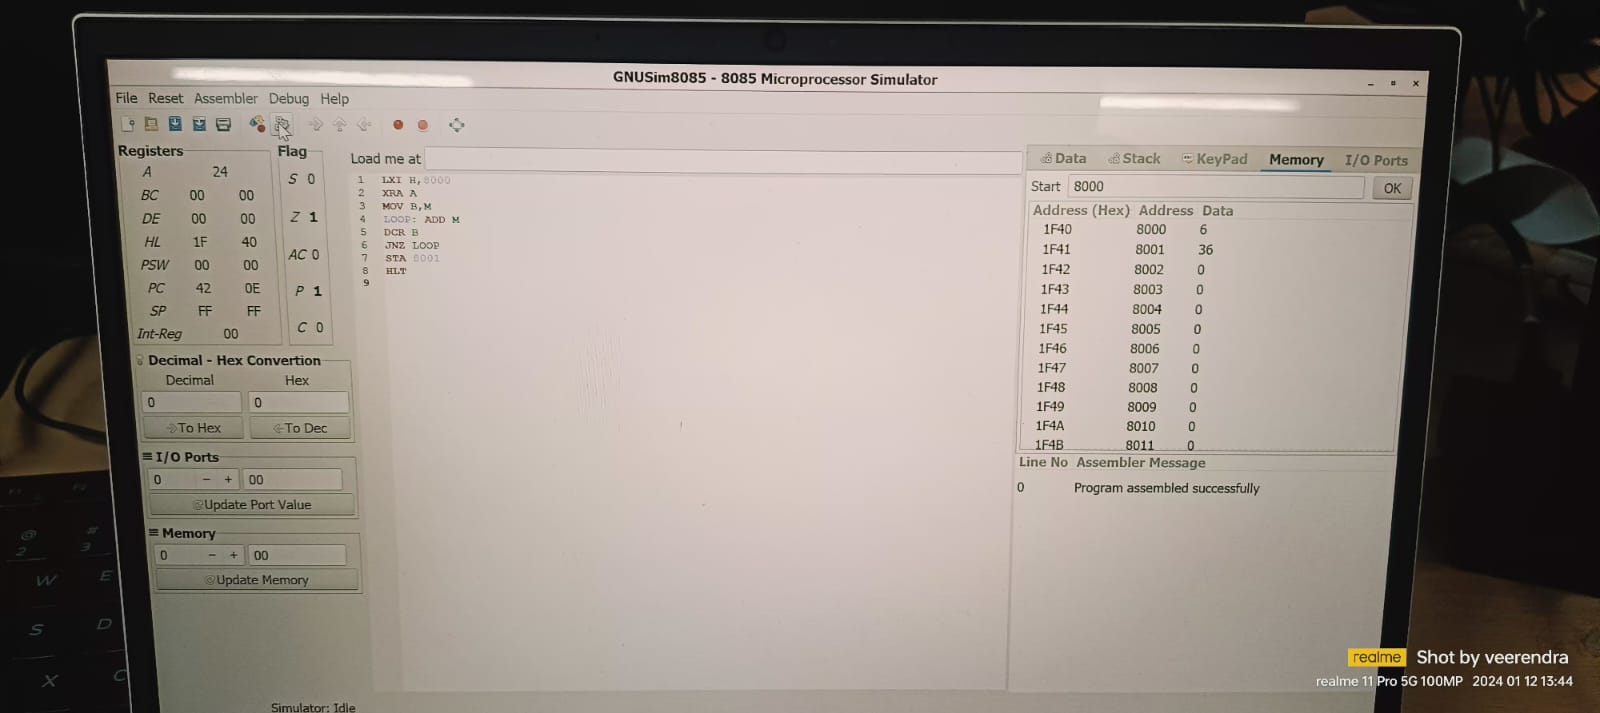 GNUSim8085 - 8085 Microprocessor Simulator
File Reset Assembler Debug Help
Registers
A 24
BC 00 00
DE 00 00
HL 1F 40
PSW 00 00
PC 42 0E
SP FF FF
Int-Reg 00
Flag
S 0
Z 1
AC 0
P 1
C 0
Decimal - Hex Convertion
Decimal Hex
0 0
To Hex To Dec
I/O Ports
0 - + 00
Update Port Value
Memory
0 - + 00
Update Memory
Load me at
1 LXI H,8000
2 XRA A
3 MOV B,M
4 LOOP: ADD M
5 DCR B
6 JNZ LOOP
7 STA 8001
8 HLT
9
Data Stack KeyPad Memory I/O Ports
Start 8000 OK
Address (Hex) Address Data
1F40 8000 6
1F41 8001 36
1F42 8002 0
1F43 8003 0
1F44 8004 0
1F45 8005 0
1F46 8006 0
1F47 8007 0
1F48 8008 0
1F49 8009 0
1F4A 8010 0
1F4B 8011 0
Line No Assembler Message
0 Program assembled successfully
Simulator: Idle
@
2
#
3
W E
S D
X C
realme Shot by veerendra
realme 11 Pro 5G 100MP 2024 01 12 13:44